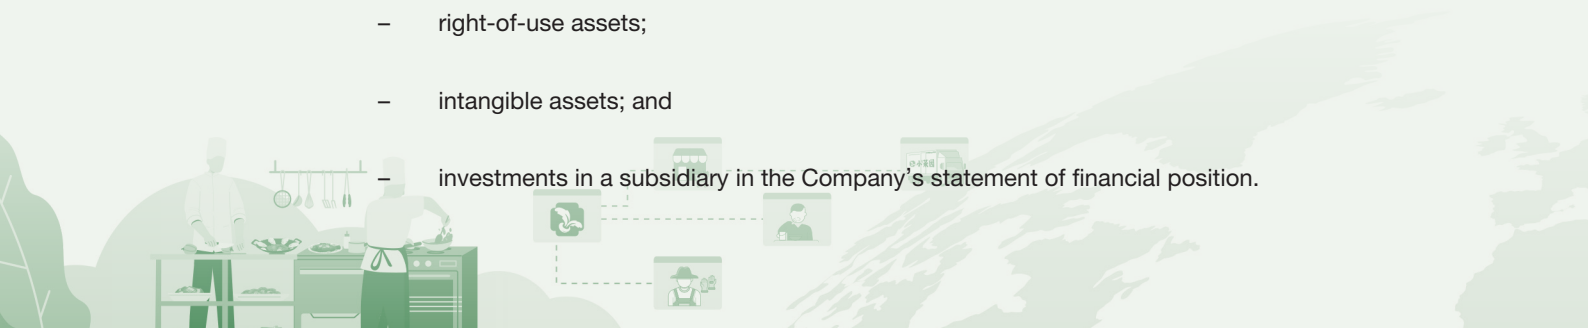 – right-of-use assets;
– intangible assets; and
– investments in a subsidiary in the Company's statement of financial position.